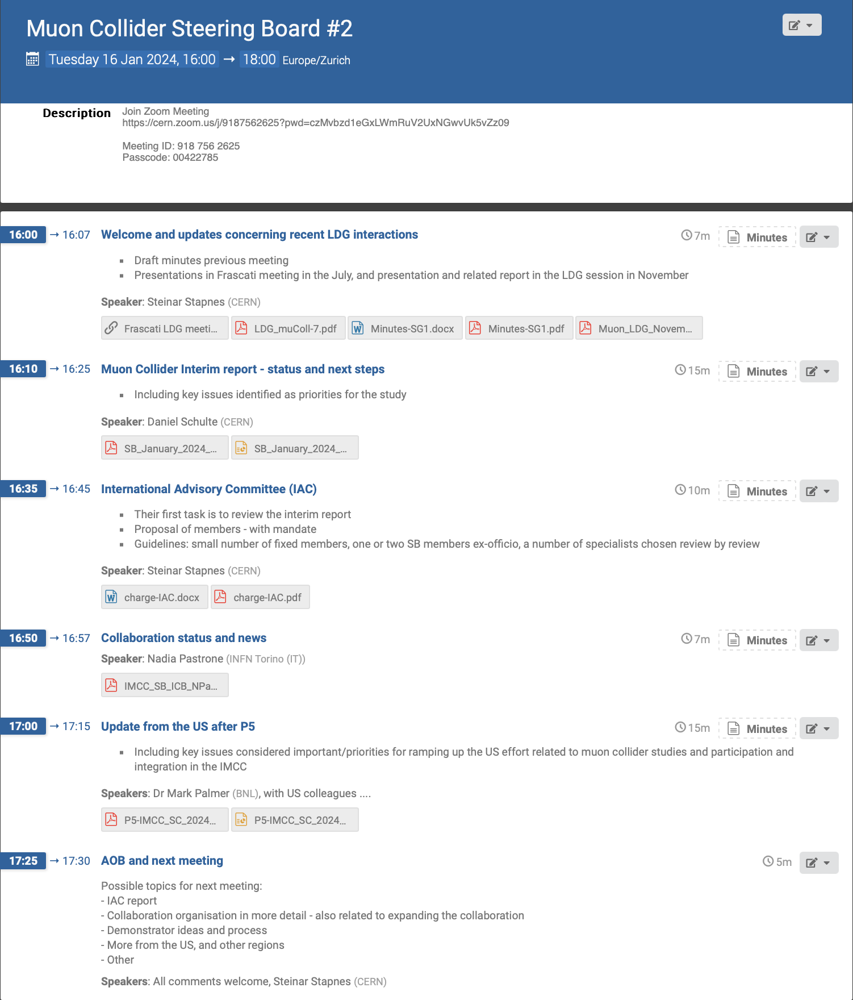 Muon Collider Steering Board #2
Tuesday 16 Jan 2024, 16:00 → 18:00 Europe/Zurich
Description
Join Zoom Meeting
https://cern.zoom.us/j/9187562625?pwd=czMvbzd1eGxLWmRuV2UxNGwvUk5vZz09
Meeting ID: 918 756 2625
Passcode: 00422785
16:00 → 16:07 Welcome and updates concerning recent LDG interactions 7m Minutes
▪ Draft minutes previous meeting
▪ Presentations in Frascati meeting in the July, and presentation and related report in the LDG session in November
Speaker: Steinar Stapnes (CERN)
Frascati LDG meeti... LDG_muColl-7.pdf Minutes-SG1.docx Minutes-SG1.pdf Muon_LDG_Novem...
16:10 → 16:25 Muon Collider Interim report - status and next steps 15m Minutes
▪ Including key issues identified as priorities for the study
Speaker: Daniel Schulte (CERN)
SB_January_2024_... SB_January_2024_...
16:35 → 16:45 International Advisory Committee (IAC) 10m Minutes
▪ Their first task is to review the interim report
▪ Proposal of members - with mandate
▪ Guidelines: small number of fixed members, one or two SB members ex-officio, a number of specialists chosen review by review
Speaker: Steinar Stapnes (CERN)
charge-IAC.docx charge-IAC.pdf
16:50 → 16:57 Collaboration status and news 7m Minutes
Speaker: Nadia Pastrone (INFN Torino (IT))
IMCC_SB_ICB_NPa...
17:00 → 17:15 Update from the US after P5 15m Minutes
▪ Including key issues considered important/priorities for ramping up the US effort related to muon collider studies and participation and
integration in the IMCC
Speakers: Dr Mark Palmer (BNL), with US colleagues ....
P5-IMCC_SC_2024... P5-IMCC_SC_2024...
17:25 → 17:30 AOB and next meeting 5m
Possible topics for next meeting:
- IAC report
- Collaboration organisation in more detail - also related to expanding the collaboration
- Demonstrator ideas and process
- More from the US, and other regions
- Other
Speakers: All comments welcome, Steinar Stapnes (CERN)